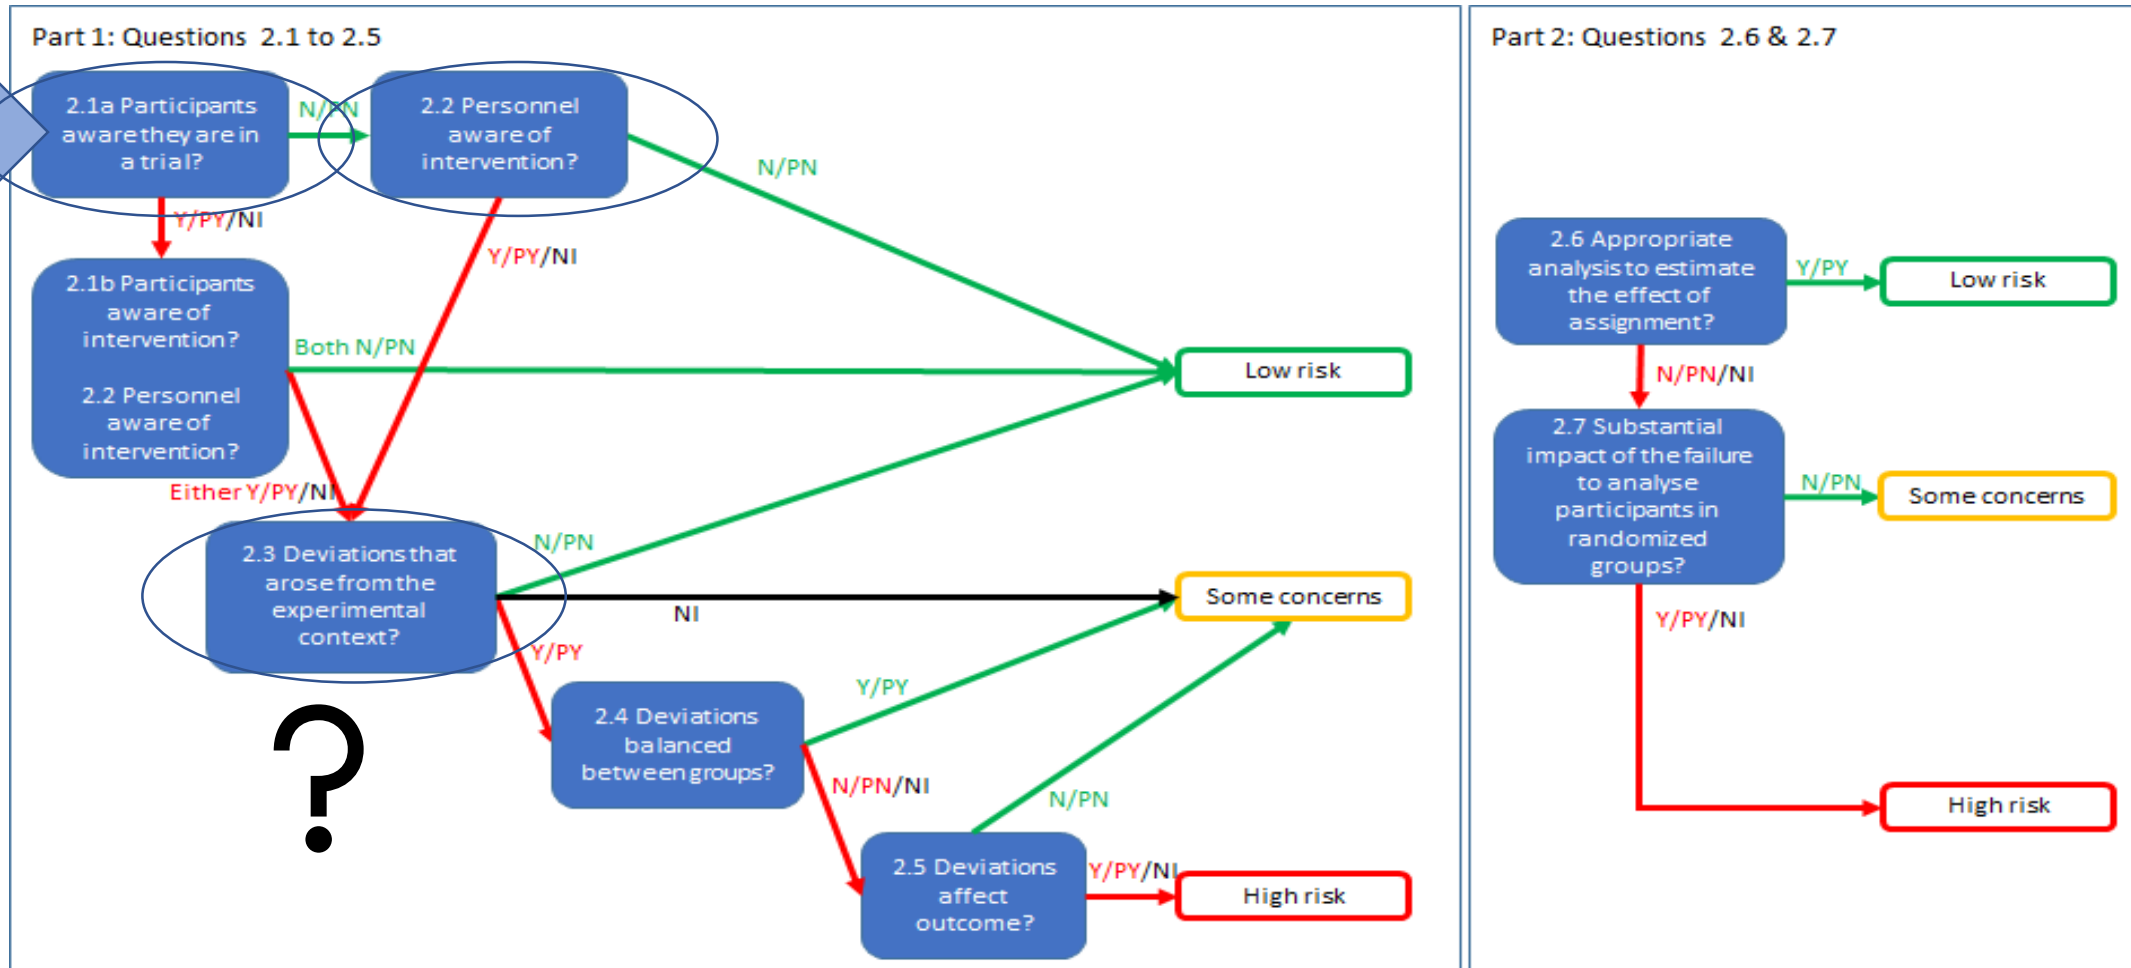 Part 1: Questions 2.1 to 2.5
2.1a Participants
aware they are in
a trial?
N/PN
2.2 Personnel
aware of
intervention?
N/PN
Y/PY/NI
Y/PY/NI
2.1b Participants
aware of
intervention?
2.2 Personnel
aware of
intervention?
Both N/PN
Low risk
Either Y/PY/NI
2.3 Deviations that
arose from the
experimental
context?
N/PN
NI
Some concerns
Y/PY
2.4 Deviations
balanced
between groups?
Y/PY
N/PN/NI
N/PN
2.5 Deviations
affect
outcome?
Y/PY/NI
High risk
?
Part 2: Questions 2.6 & 2.7
2.6 Appropriate
analysis to estimate
the effect of
assignment?
Y/PY
Low risk
N/PN/NI
2.7 Substantial
impact of the failure
to analyse
participants in
randomized
groups?
N/PN
Some concerns
Y/PY/NI
High risk